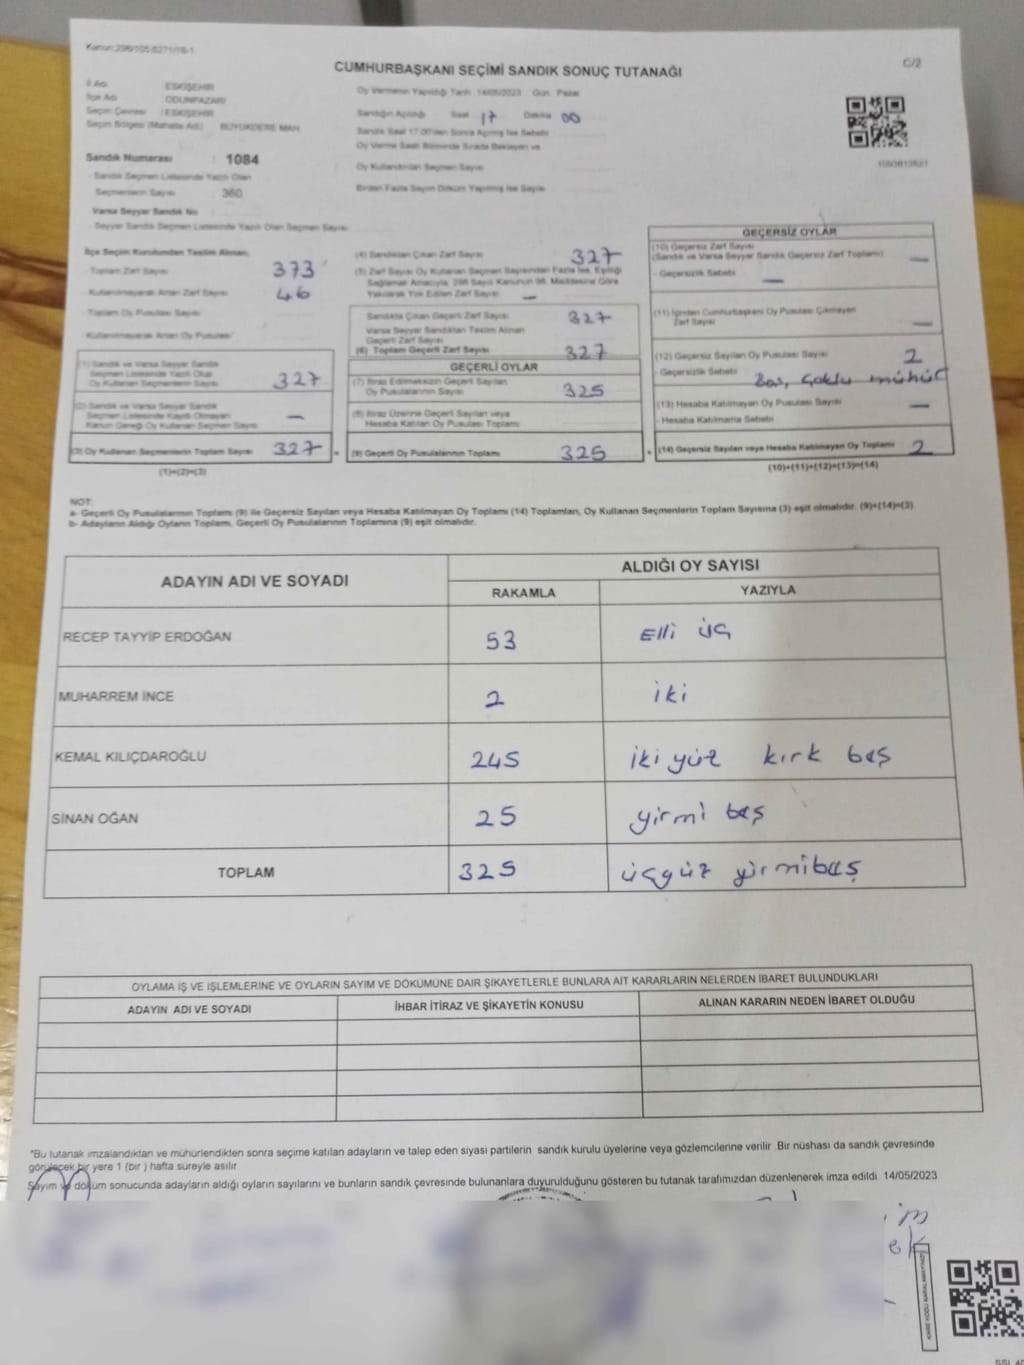 Kanun:298/105;6271/18-1
C/2
CUMHURBAŞKANI SEÇİMİ SANDIK SONUÇ TUTANAĞI
İl Adı ESKİŞEHİR
İlçe Adı ODUNPAZARI
Seçim Çevresi : ESKİŞEHİR
Seçim Bölgesi (Mahalle Adı) BÜYÜKDERE MAH
Sandık Numarası : 1084
- Sandık Seçmen Listesinde Yazılı Olan
Seçmenlerin Sayısı 360
Varsa Seyyar Sandık No
- Seyyar Sandık Seçmen Listesinde Yazılı Olan Seçmen Sayısı
Oy Vermenin Yapıldığı Tarih 14/05/2023 Gün Pazar
Sandığın Açıldığı Saat 17 Dakika 00
Sandık Saat 17.00'den Sonra Açılmış İse Sebebi
Oy Verme Saati Bitiminde Sırada Bekleyen ve
Oy Kullandırılan Seçmen Sayısı
Birden Fazla Sayım Döküm Yapılmış İse Sayısı
İlçe Seçim Kurulundan Teslim Alınan;
- Toplam Zarf Sayısı 373
- Kullanılmayarak Artan Zarf Sayısı 46
- Toplam Oy Pusulası Sayısı
- Kullanılmayarak Artan Oy Pusulası
(1) Sandık ve Varsa Seyyar Sandık
Seçmen Listesinde Yazılı Olup
Oy Kullanan Seçmenlerin Sayısı 327
(2) Sandık ve Varsa Seyyar Sandık
Seçmen Listesinde Kayıtlı Olmayan
Kanun Gereği Oy Kullanan Seçmen Sayısı —
(3) Oy Kullanan Seçmenlerin Toplam Sayısı 327 =
(1)+(2)=(3)
(4) Sandıktan Çıkan Zarf Sayısı 327
(5) Zarf Sayısı Oy Kullanan Seçmen Sayısından Fazla İse, Eşitliği
Sağlamak Amacıyla, 298 Sayılı Kanunun 98. Maddesine Göre
Yakılarak Yok Edilen Zarf Sayısı —
Sandıkta Çıkan Geçerli Zarf Sayısı 327
Varsa Seyyar Sandıktan Teslim Alınan
Geçerli Zarf Sayısı
(6) Toplam Geçerli Zarf Sayısı 327
GEÇERLİ OYLAR
(7) İtiraz Edilmeksizin Geçerli Sayılan
Oy Pusulalarının Sayısı 325
(8) İtiraz Üzerine Geçerli Sayılan veya
Hesaba Katılan Oy Pusulası Toplamı
(9) Geçerli Oy Pusulalarının Toplamı 325 +
GEÇERSİZ OYLAR
(10) Geçersiz Zarf Sayısı
(Sandık ve Varsa Seyyar Sandık Geçersiz Zarf Toplamı) —
- Geçersizlik Sebebi —
(11) İçinden Cumhurbaşkanı Oy Pusulası Çıkmayan
Zarf Sayısı —
(12) Geçersiz Sayılan Oy Pusulası Sayısı 2
- Geçersizlik Sebebi Boş, Çoklu mühür
(13) Hesaba Katılmayan Oy Pusulası Sayısı —
- Hesaba Katılmama Sebebi
(14) Geçersiz Sayılan veya Hesaba Katılmayan Oy Toplamı 2
(10)+(11)+(12)+(13)=(14)
NOT:
a- Geçerli Oy Pusulalarının Toplamı (9) ile Geçersiz Sayılan veya Hesaba Katılmayan Oy Toplamı (14) Toplamları, Oy Kullanan Seçmenlerin Toplam Sayısına (3) eşit olmalıdır. (9)+(14)=(3)
b- Adayların Aldığı Oyların Toplamı, Geçerli Oy Pusulalarının Toplamına (9) eşit olmalıdır.
ADAYIN ADI VE SOYADI ALDIĞI OY SAYISI
RAKAMLA YAZIYLA
RECEP TAYYİP ERDOĞAN 53 Elli üç
MUHARREM İNCE 2 iki
KEMAL KILIÇDAROĞLU 245 iki yüz kırk beş
SİNAN OĞAN 25 yirmi beş
TOPLAM 325 üçyüz yirmibeş
OYLAMA İŞ VE İŞLEMLERİNE VE OYLARIN SAYIM VE DÖKÜMÜNE DAİR ŞİKAYETLERLE BUNLARA AİT KARARLARIN NELERDEN İBARET BULUNDUKLARI
ADAYIN ADI VE SOYADI İHBAR İTİRAZ VE ŞİKAYETİN KONUSU ALINAN KARARIN NEDEN İBARET OLDUĞU
*Bu tutanak imzalandıktan ve mühürlendikten sonra seçime katılan adayların ve talep eden siyasi partilerin sandık kurulu üyelerine veya gözlemcilerine verilir Bir nüshası da sandık çevresinde
görülecek bir yere 1 (bir ) hafta süreyle asılır
Sayım ve döküm sonucunda adayların aldığı oyların sayılarını ve bunların sandık çevresinde bulunanlara duyurulduğunu gösteren bu tutanak tarafımızdan düzenlenerek imza edildi. 14/05/2023